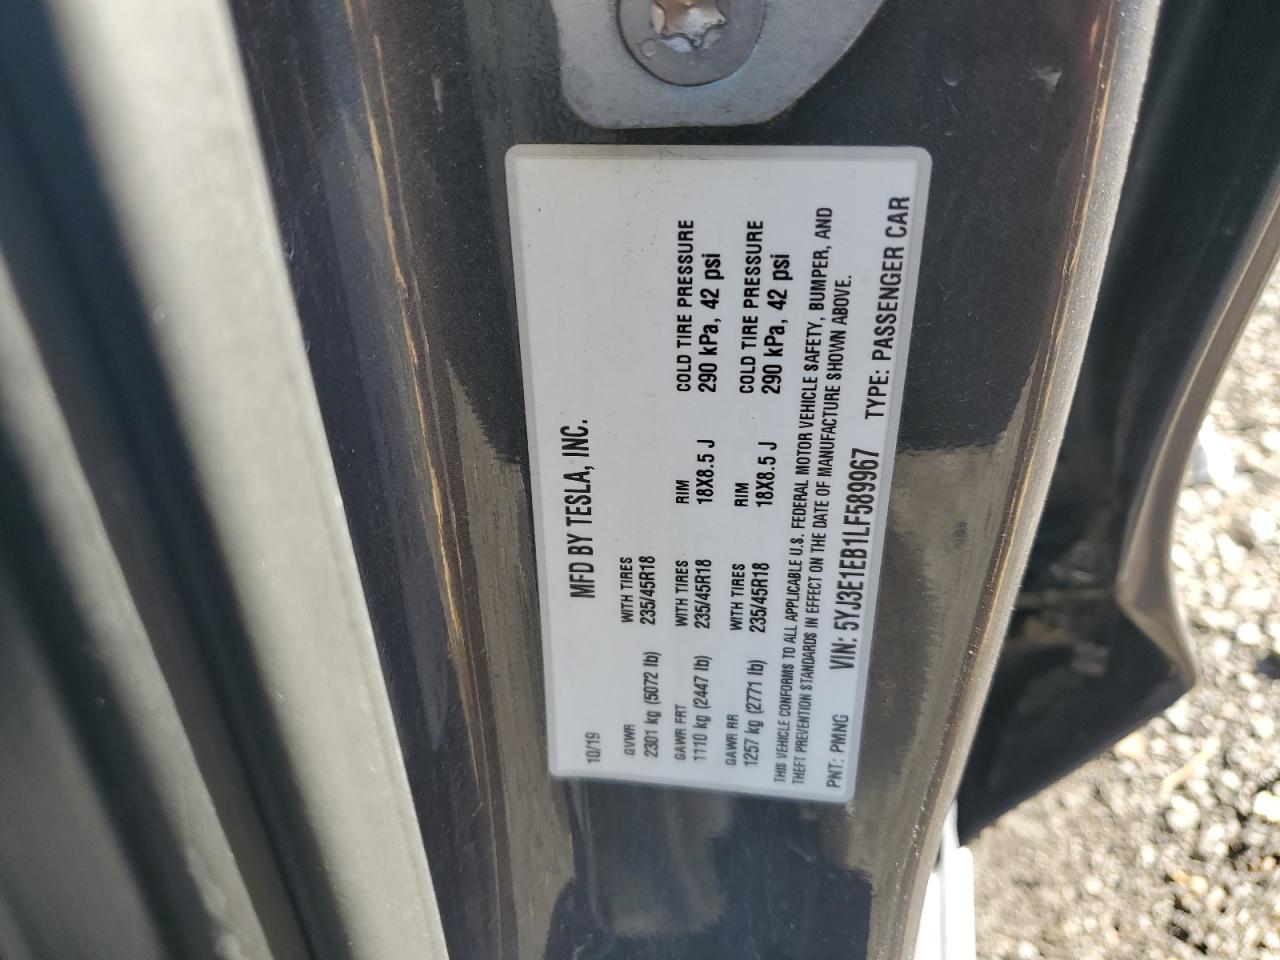 MFD BY TESLA, INC.
10/19
GVWR WITH TIRES
2301 kg (5072 lb) 235/45R18
GAWR FRT WITH TIRES RIM COLD TIRE PRESSURE
1110 kg (2447 lb) 235/45R18 18X8.5 J 290 kPa, 42 psi
GAWR RR WITH TIRES RIM COLD TIRE PRESSURE
1257 kg (2771 lb) 235/45R18 18X8.5 J 290 kPa, 42 psi
THIS VEHICLE CONFORMS TO ALL APPLICABLE U.S. FEDERAL MOTOR VEHICLE SAFETY, BUMPER, AND
THEFT PREVENTION STANDARDS IN EFFECT ON THE DATE OF MANUFACTURE SHOWN ABOVE.
PNT: PMNG VIN: 5YJ3E1EB1LF589967 TYPE: PASSENGER CAR